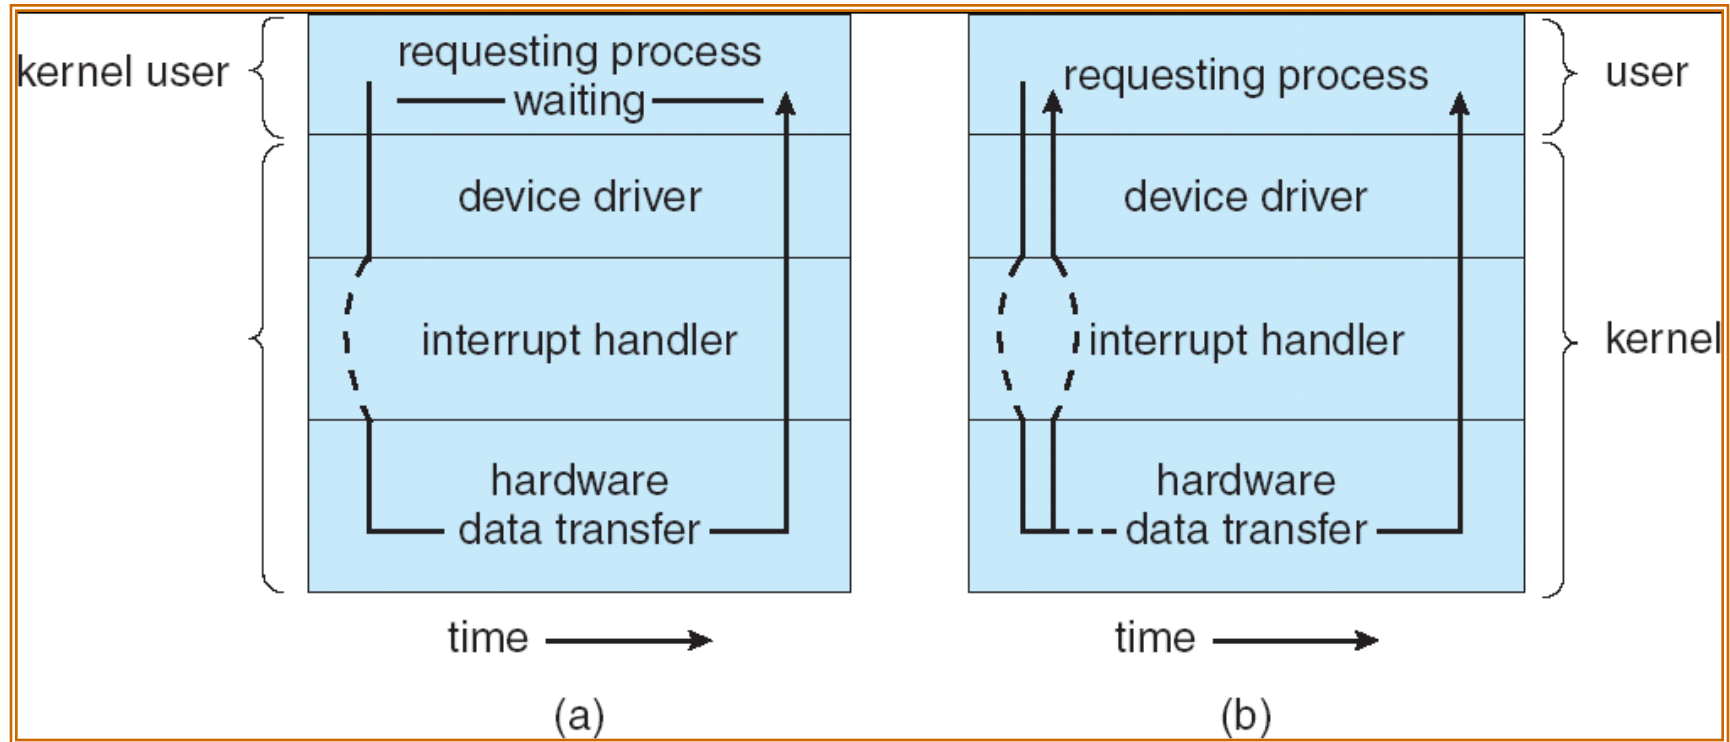 kernel user
requesting process
waiting
device driver
interrupt handler
hardware
data transfer
time
(a)
requesting process
user
device driver
interrupt handler
kernel
hardware
data transfer
time
(b)